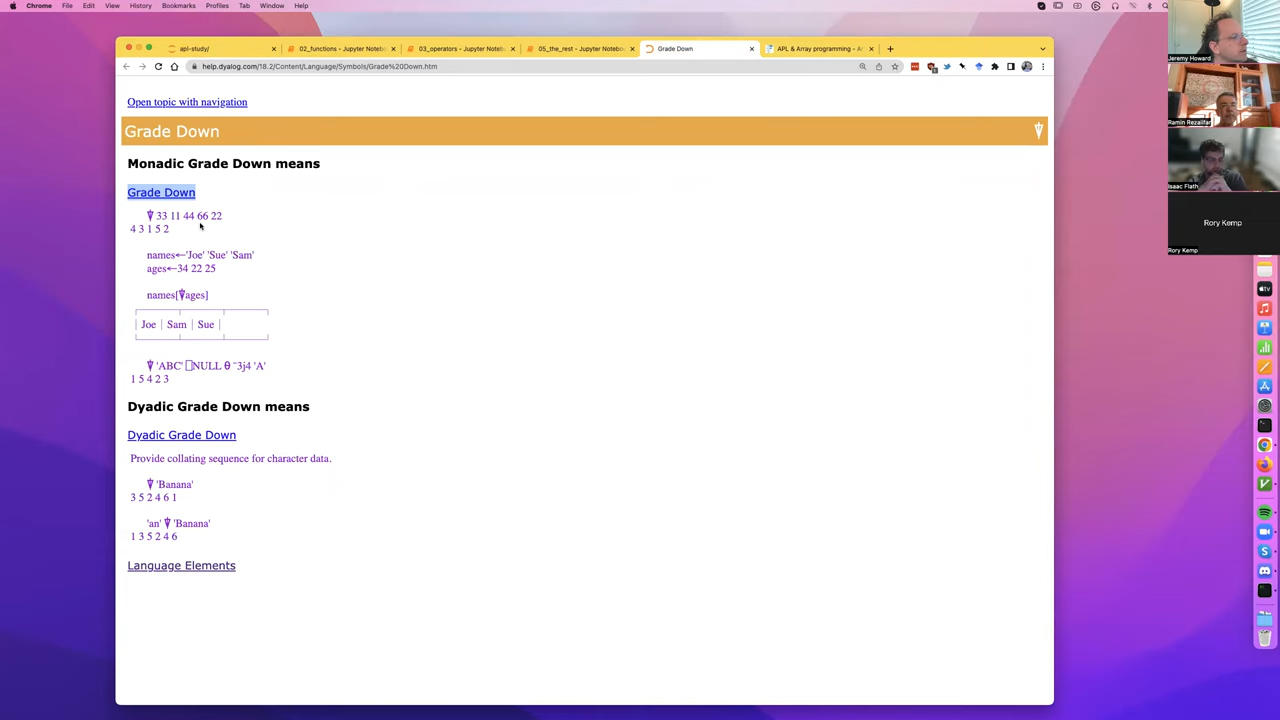 Chrome File Edit View History Bookmarks Profiles Tab Window Help
apl-study/ 02_functions - Jupyter Notebo 03_operators - Jupyter Notebo 05_the_rest - Jupyter Notebo Grade Down APL & Array programming - Ar
help.dyalog.com/18.2/Content/Language/Symbols/Grade%20Down.htm
Open topic with navigation
Grade Down ⍒
Monadic Grade Down means
Grade Down
⍒ 33 11 44 66 22
4 3 1 5 2
names←'Joe' 'Sue' 'Sam'
ages←34 22 25
names[⍒ages]
Joe Sam Sue
⍒ 'ABC' ⎕NULL θ ¯3j4 'A'
1 5 4 2 3
Dyadic Grade Down means
Dyadic Grade Down
Provide collating sequence for character data.
⍒ 'Banana'
3 5 2 4 6 1
'an' ⍒ 'Banana'
1 3 5 2 4 6
Language Elements
Jeremy Howard
Ramin Rezaiifar
Isaac Flath
Rory Kemp
Rory Kemp
tv